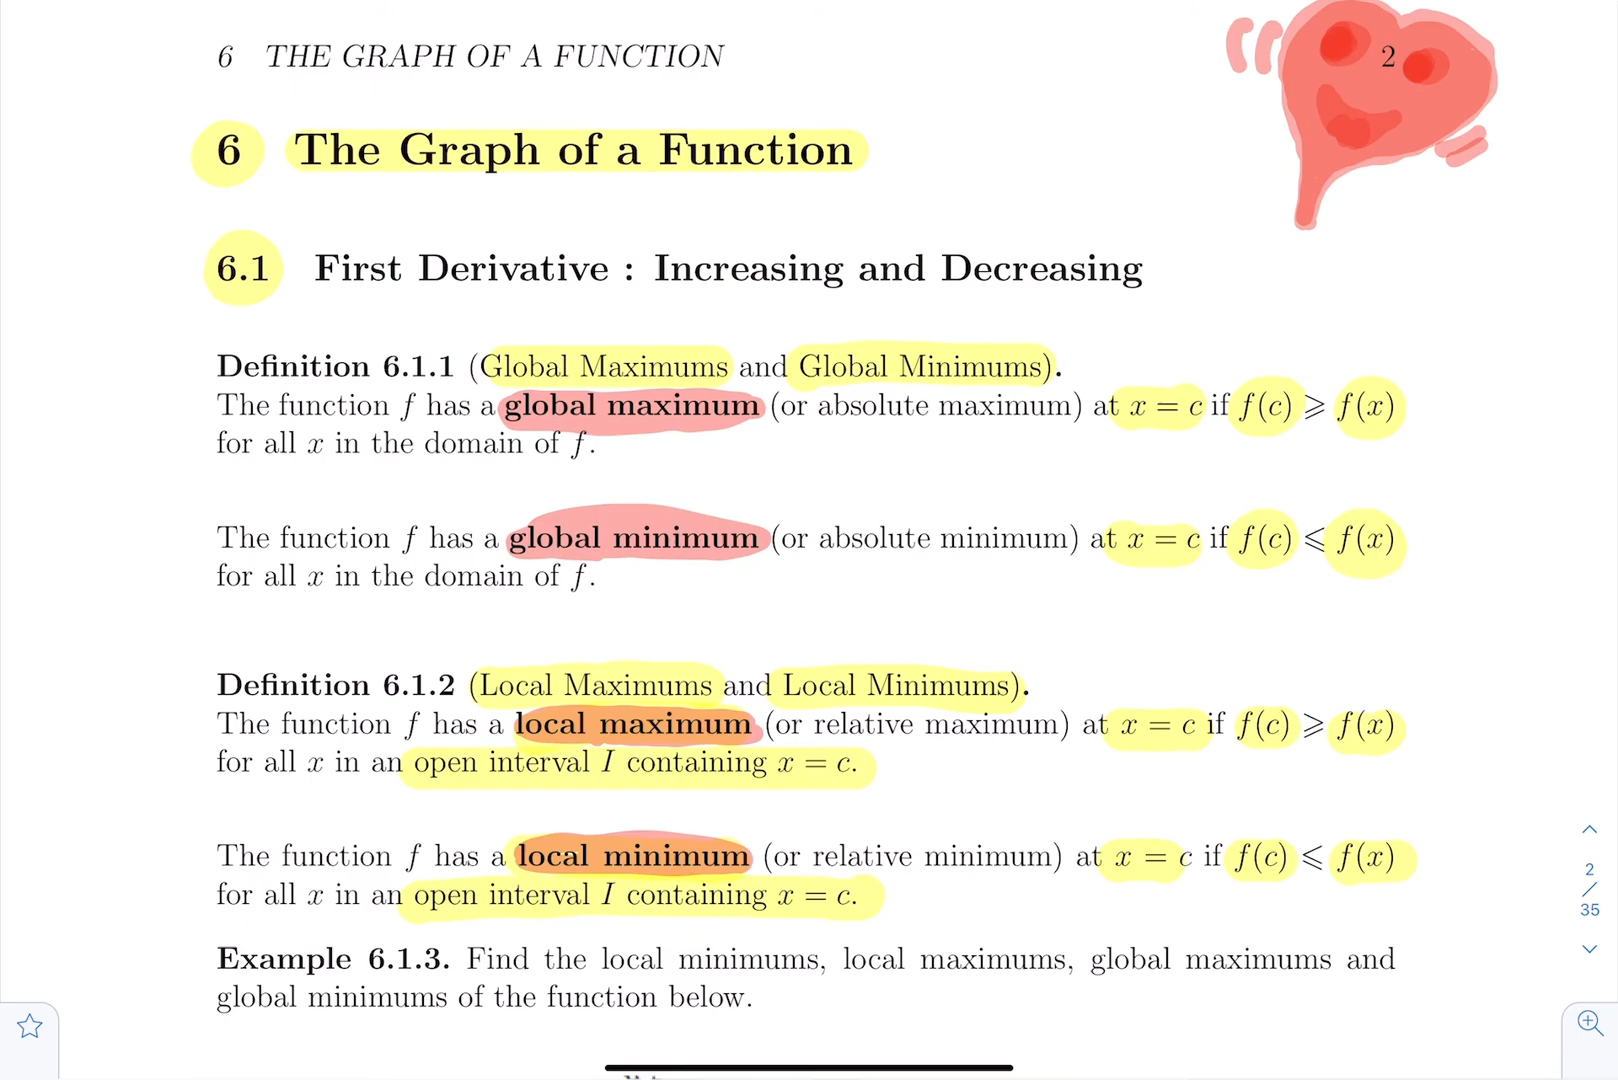 6 THE GRAPH OF A FUNCTION 2
6 The Graph of a Function
6.1 First Derivative : Increasing and Decreasing
Definition 6.1.1 (Global Maximums and Global Minimums).
The function f has a global maximum (or absolute maximum) at x = c if f(c) ⩾ f(x)
for all x in the domain of f.
The function f has a global minimum (or absolute minimum) at x = c if f(c) ⩽ f(x)
for all x in the domain of f.
Definition 6.1.2 (Local Maximums and Local Minimums).
The function f has a local maximum (or relative maximum) at x = c if f(c) ⩾ f(x)
for all x in an open interval I containing x = c.
The function f has a local minimum (or relative minimum) at x = c if f(c) ⩽ f(x)
for all x in an open interval I containing x = c.
Example 6.1.3. Find the local minimums, local maximums, global maximums and
global minimums of the function below.
2
/
35